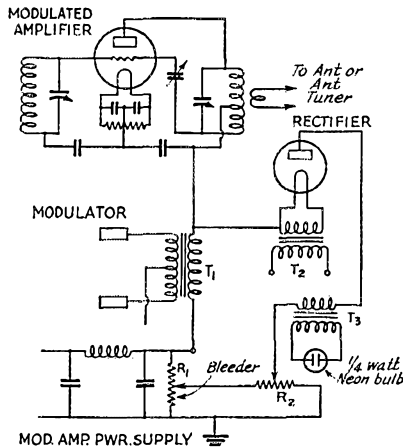 MODULATED
AMPLIFIER
To Ant or
Ant
Tuner
RECTIFIER
MODULATOR
T1
T2
T3
1/4 watt
Neon bulb
R1
Bleeder
R2
MOD. AMP. PWR. SUPPLY